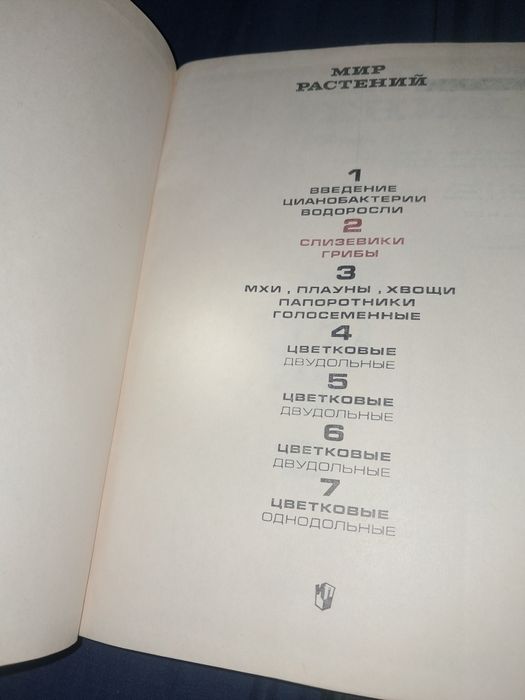 МИР
РАСТЕНИЙ
1
ВВЕДЕНИЕ
ЦИАНОБАКТЕРИИ
ВОДОРОСЛИ
2
СЛИЗЕВИКИ
ГРИБЫ
3
МХИ , ПЛАУНЫ , ХВОЩИ
ПАПОРОТНИКИ
ГОЛОСЕМЕННЫЕ
4
ЦВЕТКОВЫЕ
ДВУДОЛЬНЫЕ
5
ЦВЕТКОВЫЕ
ДВУДОЛЬНЫЕ
6
ЦВЕТКОВЫЕ
ДВУДОЛЬНЫЕ
7
ЦВЕТКОВЫЕ
ОДНОДОЛЬНЫЕ